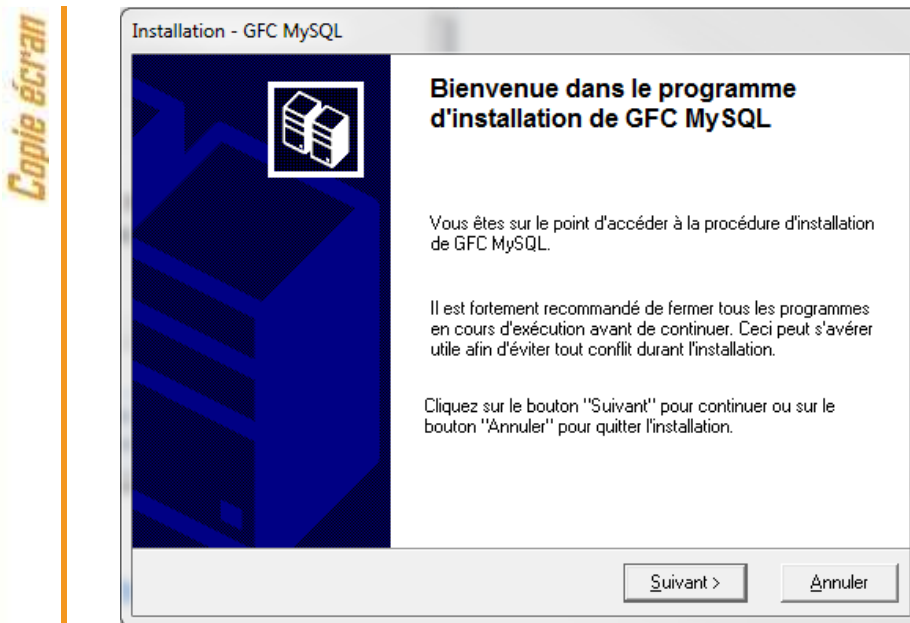 Copie écran
Installation - GFC MySQL
Bienvenue dans le programme
d'installation de GFC MySQL
Vous êtes sur le point d'accéder à la procédure d'installation
de GFC MySQL.
Il est fortement recommandé de fermer tous les programmes
en cours d'exécution avant de continuer. Ceci peut s'avérer
utile afin d'éviter tout conflit durant l'installation.
Cliquez sur le bouton "Suivant" pour continuer ou sur le
bouton "Annuler" pour quitter l'installation.
Suivant >
Annuler